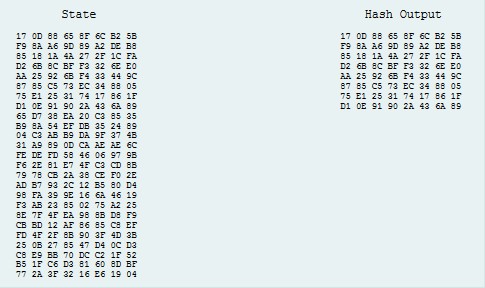 State
17 0D 88 65 8F 6C B2 5B
F9 8A A6 9D 89 A2 DE B8
85 18 1A 4A 27 2F 1C FA
D2 6B 8C BF F3 32 6E E0
AA 25 92 6B F4 33 44 9C
87 85 C5 73 EC 34 88 05
75 E1 25 31 74 17 86 1F
D1 0E 91 90 2A 43 6A 89
65 D7 38 EA 20 C3 85 35
B9 8A 54 EF DB 35 24 89
04 C3 AB B9 DA 9F 37 4B
31 A9 89 0D CA AE AE 6C
FE DE FD 58 46 06 97 9B
F6 2E 81 E7 4F C3 CD 8B
79 78 CB 2A 38 CE F0 2E
AD B7 93 2C 12 B5 80 D4
98 FA 39 9E 16 6A 46 19
F3 AB 23 85 02 75 A2 25
8E 7F 4F EA 98 8B D8 F9
CB BD 12 AF 86 85 C8 EF
FD 4F 2F 8B 90 3F 4D 3B
25 0B 27 85 47 D4 0C D3
C8 E9 BB 70 DC C2 1F 52
B5 1F C6 D3 81 60 8D BF
77 2A 3F 32 16 E6 19 04
Hash Output
17 0D 88 65 8F 6C B2 5B
F9 8A A6 9D 89 A2 DE B8
85 18 1A 4A 27 2F 1C FA
D2 6B 8C BF F3 32 6E E0
AA 25 92 6B F4 33 44 9C
87 85 C5 73 EC 34 88 05
75 E1 25 31 74 17 86 1F
D1 0E 91 90 2A 43 6A 89